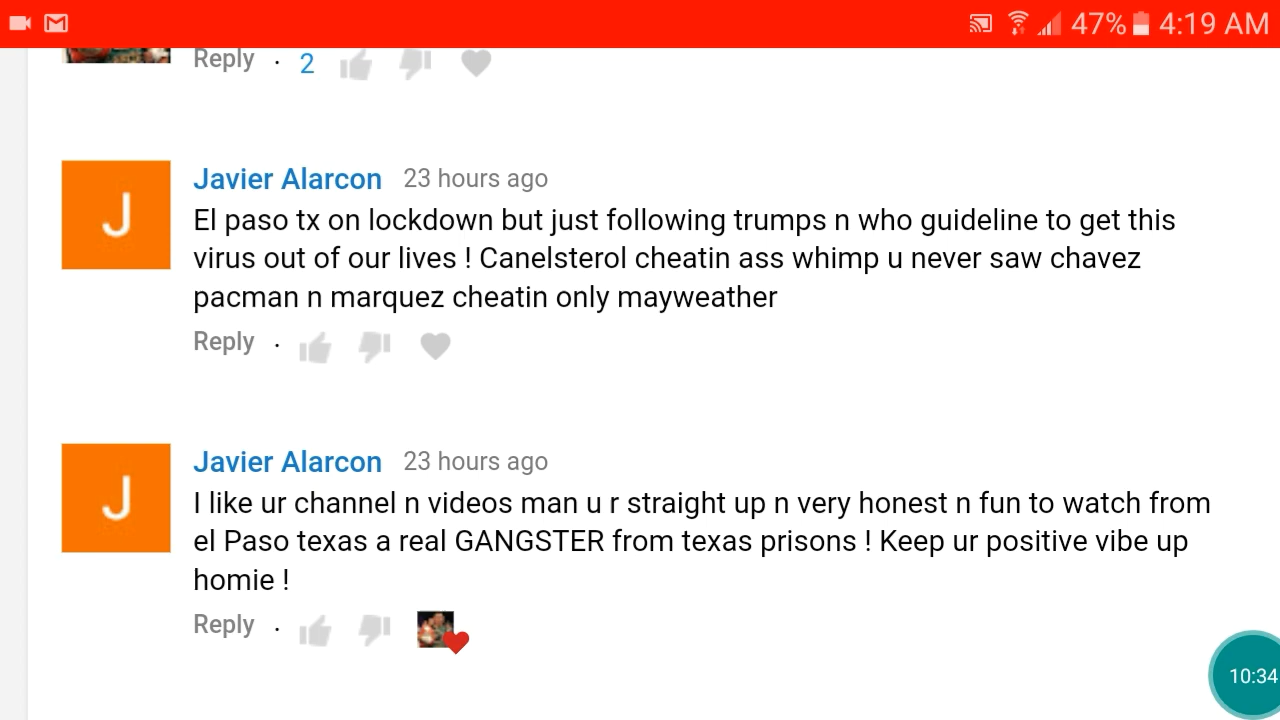 47% 4:19 AM
Reply · 2
J
Javier Alarcon 23 hours ago
El paso tx on lockdown but just following trumps n who guideline to get this
virus out of our lives ! Canelsterol cheatin ass whimp u never saw chavez
pacman n marquez cheatin only mayweather
Reply ·
J
Javier Alarcon 23 hours ago
I like ur channel n videos man u r straight up n very honest n fun to watch from
el Paso texas a real GANGSTER from texas prisons ! Keep ur positive vibe up
homie !
Reply ·
10:34